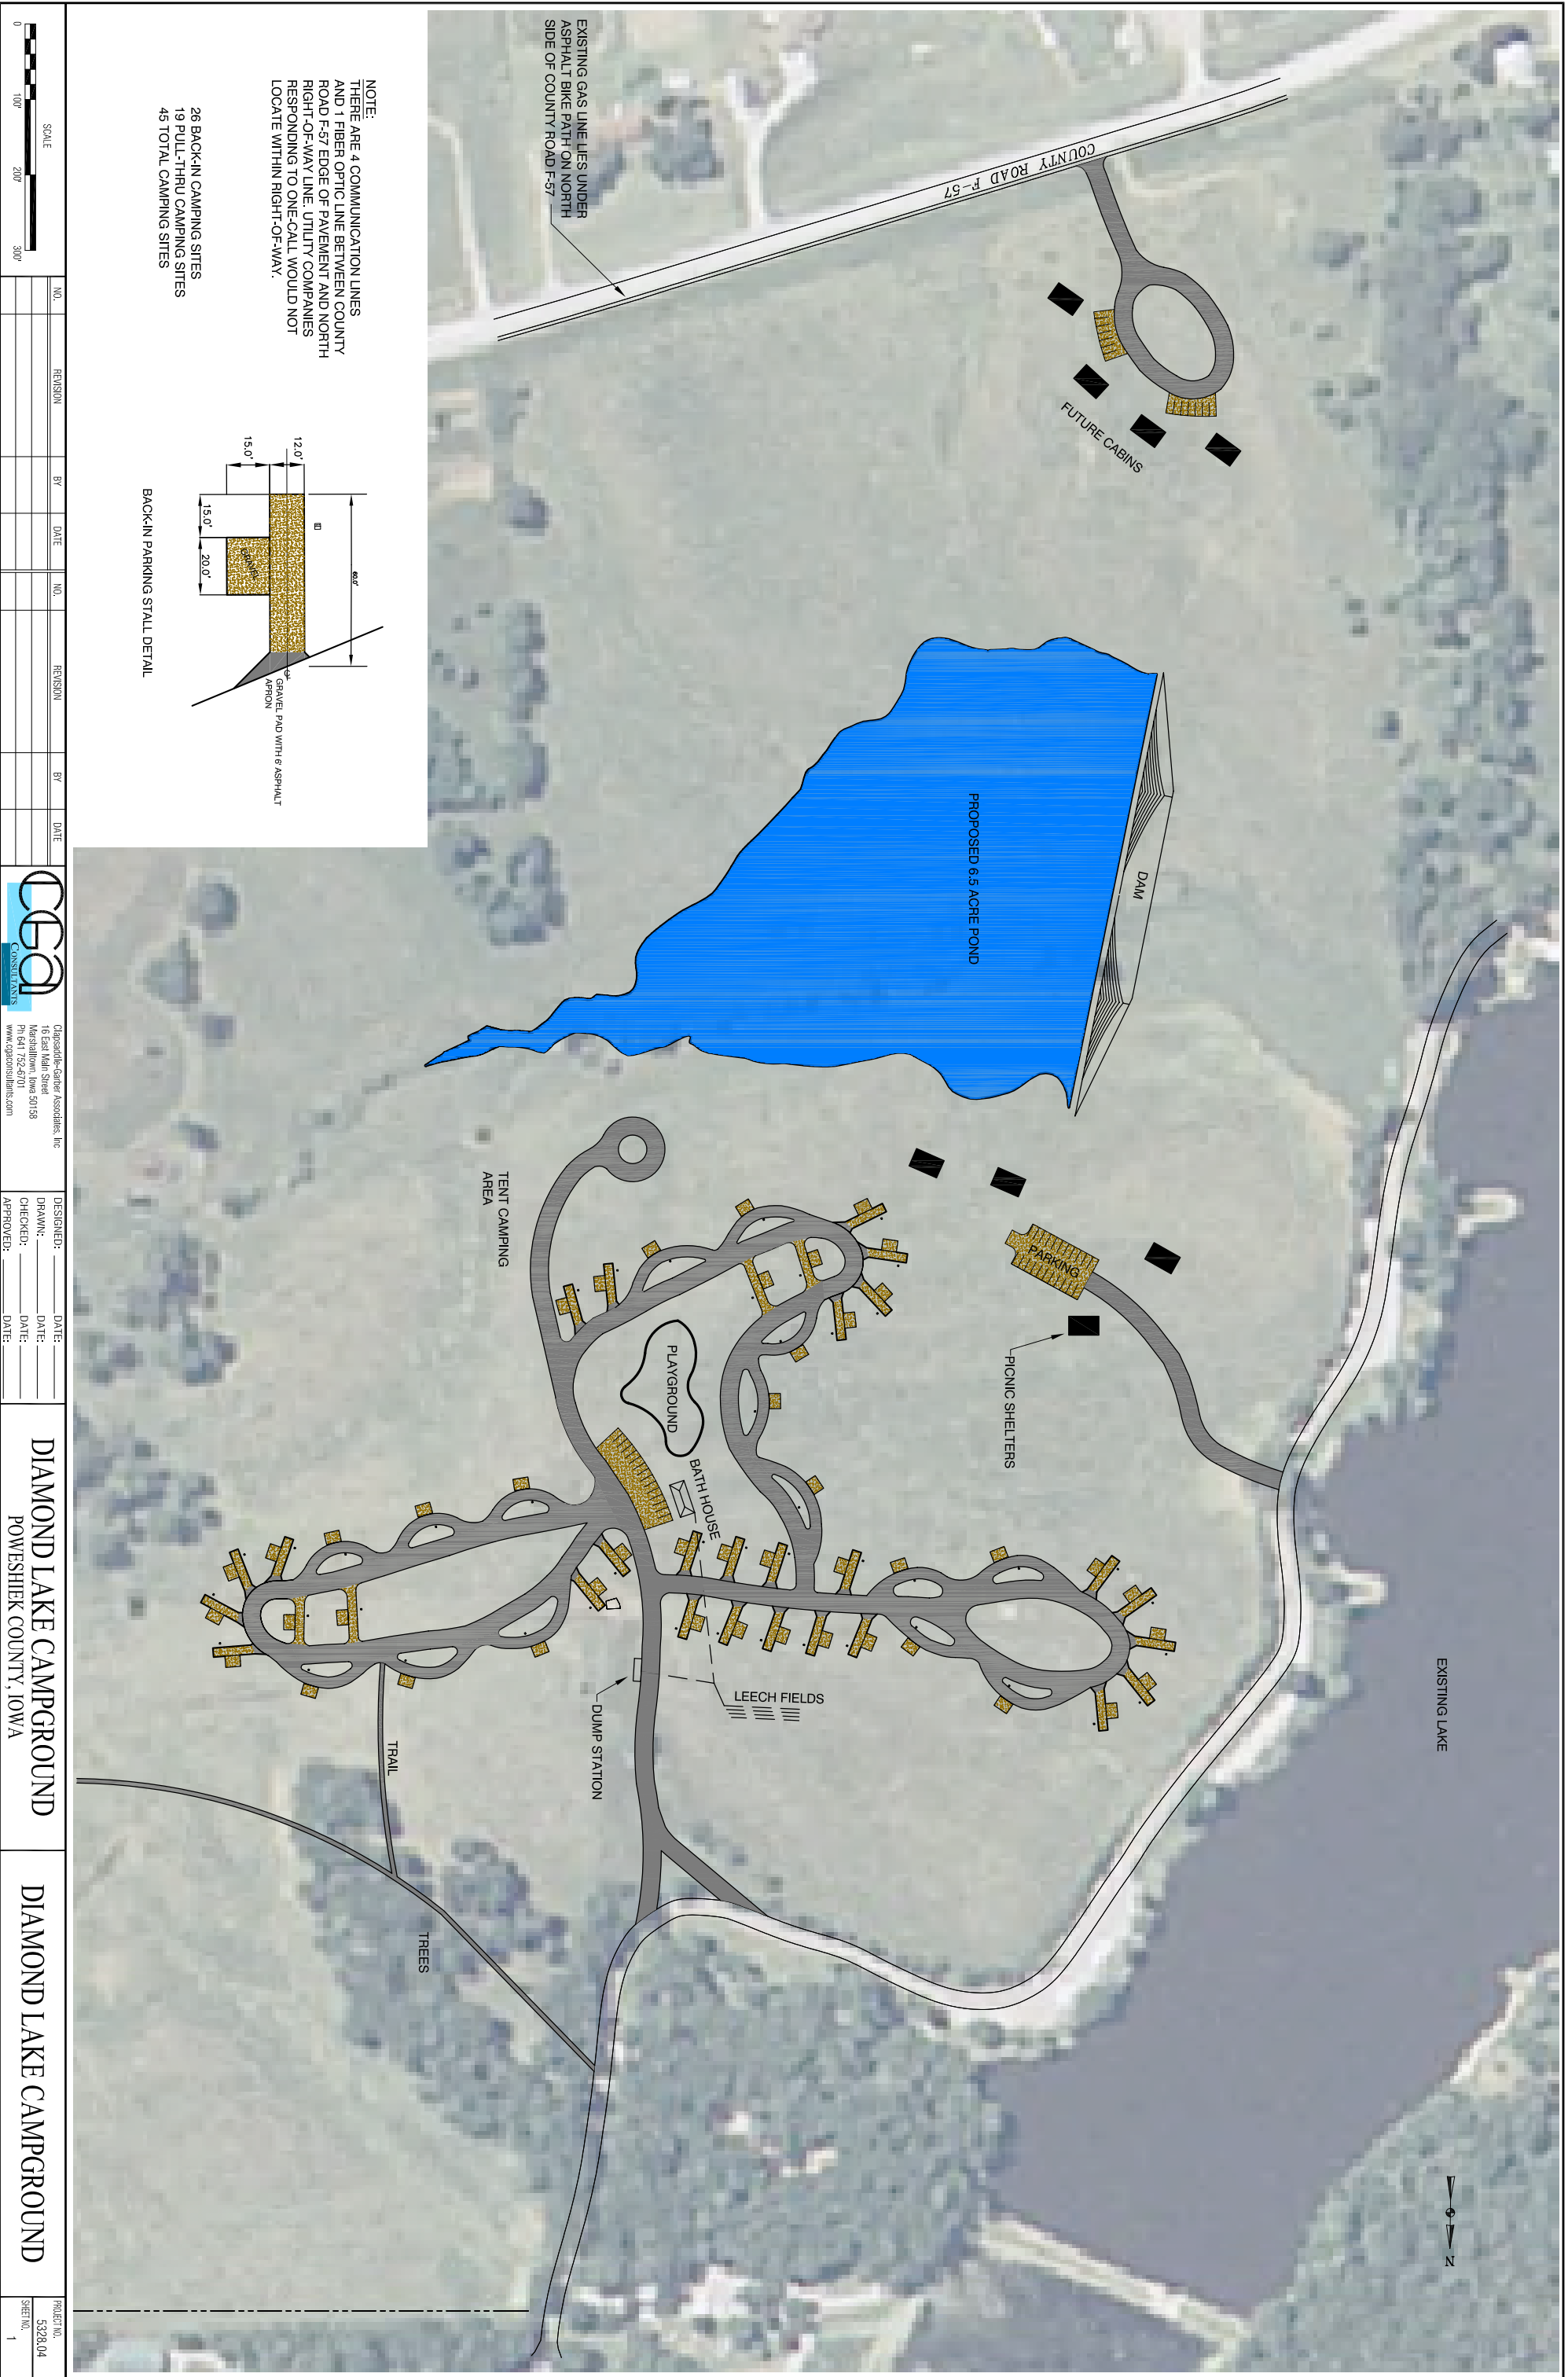 EXISTING GAS LINE LIES UNDER
ASPHALT BIKE PATH ON NORTH
SIDE OF COUNTY ROAD F-57
COUNTY ROAD F-57
FUTURE CABINS
NOTE:
THERE ARE 4 COMMUNICATION LINES
AND 1 FIBER OPTIC LINE BETWEEN COUNTY
ROAD F-57 EDGE OF PAVEMENT AND NORTH
RIGHT-OF-WAY LINE. UTILITY COMPANIES
RESPONDING TO ONE-CALL WOULD NOT
LOCATE WITHIN RIGHT-OF-WAY.
26 BACK-IN CAMPING SITES
19 PULL-THRU CAMPING SITES
45 TOTAL CAMPING SITES
60.0'
12.0'
15.0'
15.0'
20.0'
GRAVEL
GRAVEL PAD WITH 6' ASPHALT
APRON
BACK-IN PARKING STALL DETAIL
PROPOSED 6.5 ACRE POND
DAM
TENT CAMPING
AREA
PARKING
PICNIC SHELTERS
PLAYGROUND
BATH HOUSE
LEECH FIELDS
DUMP STATION
TRAIL
TREES
EXISTING LAKE
N
SCALE
0 100' 200' 300'
NO. REVISION BY DATE NO. REVISION BY DATE
cga
CONSULTANTS
Clapsaddle-Garber Associates, Inc
16 East Main Street
Marshalltown, Iowa 50158
Ph 641 752-6701
www.cgaconsultants.com
DESIGNED: DATE:
DRAWN: DATE:
CHECKED: DATE:
APPROVED: DATE:
DIAMOND LAKE CAMPGROUND
POWESHIEK COUNTY, IOWA
DIAMOND LAKE CAMPGROUND
PROJECT NO.
5328.04
SHEET NO.
1